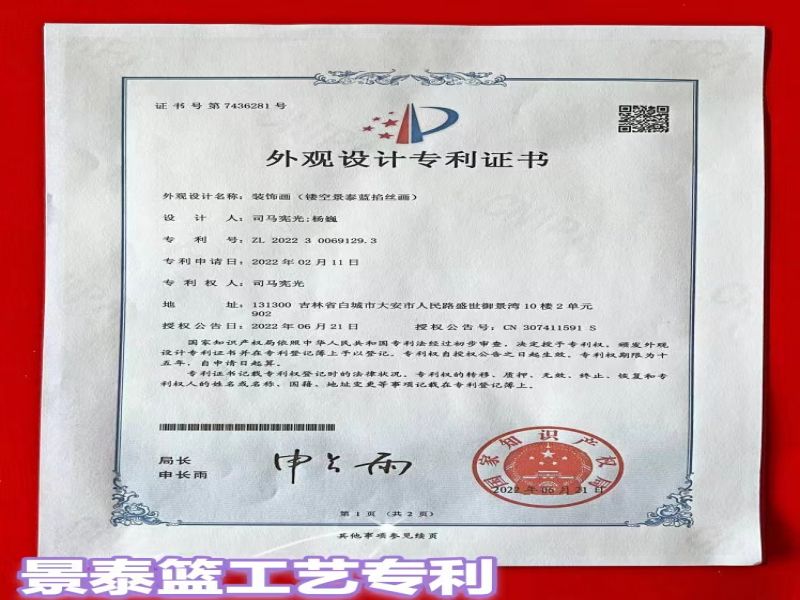 证书号第7436281号
外观设计专利证书
外观设计名称：装饰画（镂空景泰蓝掐丝画）
设计人：司马宪光;杨巍
专利号：ZL 2022 3 0069129.3
专利申请日：2022年02月11日
专利权人：司马宪光
地址：131300 吉林省白城市大安市人民路盛世御景湾10楼2单元
902
授权公告日：2022年06月21日 授权公告号：CN 307411591 S
国家知识产权局依照中华人民共和国专利法经过初步审查，决定授予专利权，颁发外观
设计专利证书并在专利登记簿上予以登记。专利权自授权公告之日起生效。专利权期限为十
五年，自申请日起算。
专利证书记载专利权登记时的法律状况。专利权的转移、质押、无效、终止、恢复和专
利权人的姓名或名称、国籍、地址变更等事项记载在专利登记簿上。
局长
申长雨
申长雨
国家知识产权局
2022年06月21日
第 1 页 （共 2 页）
其他事项参见续页
景泰篮工艺专利